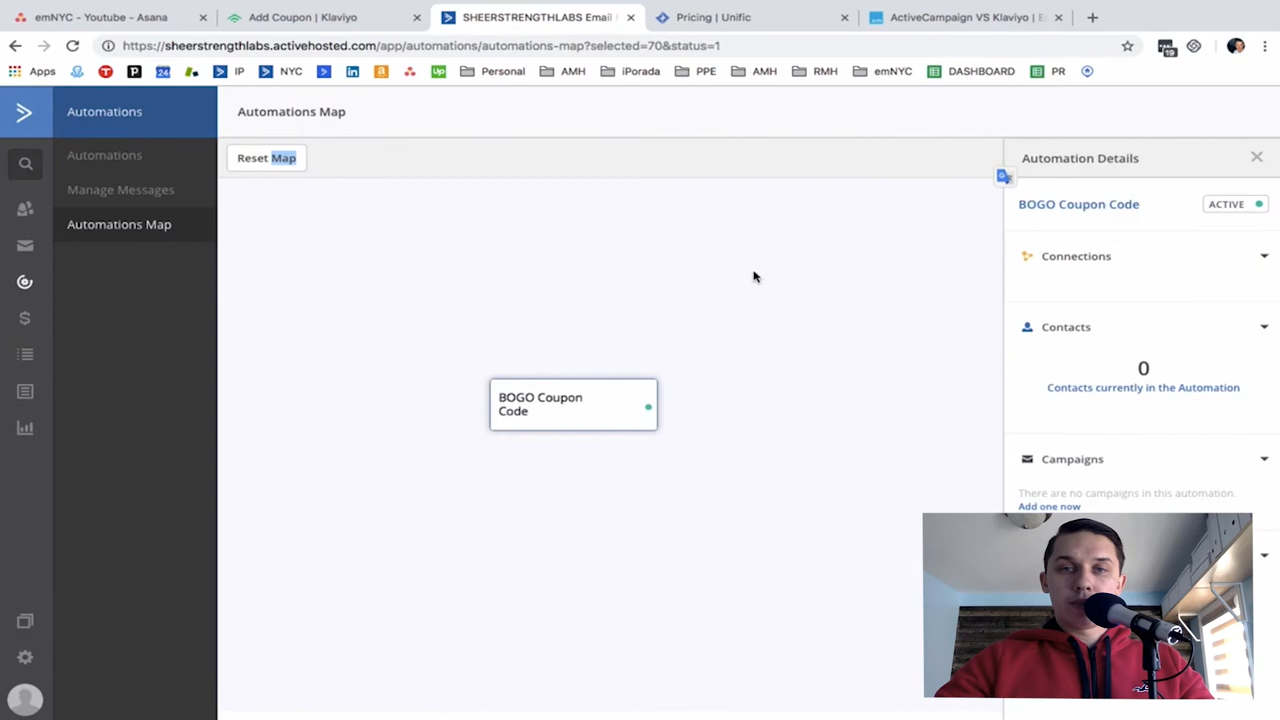 emNYC - Youtube - Asana
Add Coupon | Klaviyo
SHEERSTRENGTHLABS Email
Pricing | Unific
ActiveCampaign VS Klaviyo | E
https://sheerstrengthlabs.activehosted.com/app/automations/automations-map?selected=70&status=1
19
Apps
24
IP
NYC
Up
Personal
AMH
iPorada
PPE
AMH
RMH
emNYC
DASHBOARD
PR
Automations
Automations Map
Automations
Manage Messages
Automations Map
Reset Map
Automation Details
BOGO Coupon Code
ACTIVE
Connections
Contacts
0
Contacts currently in the Automation
Campaigns
There are no campaigns in this automation.
Add one now
BOGO Coupon
Code